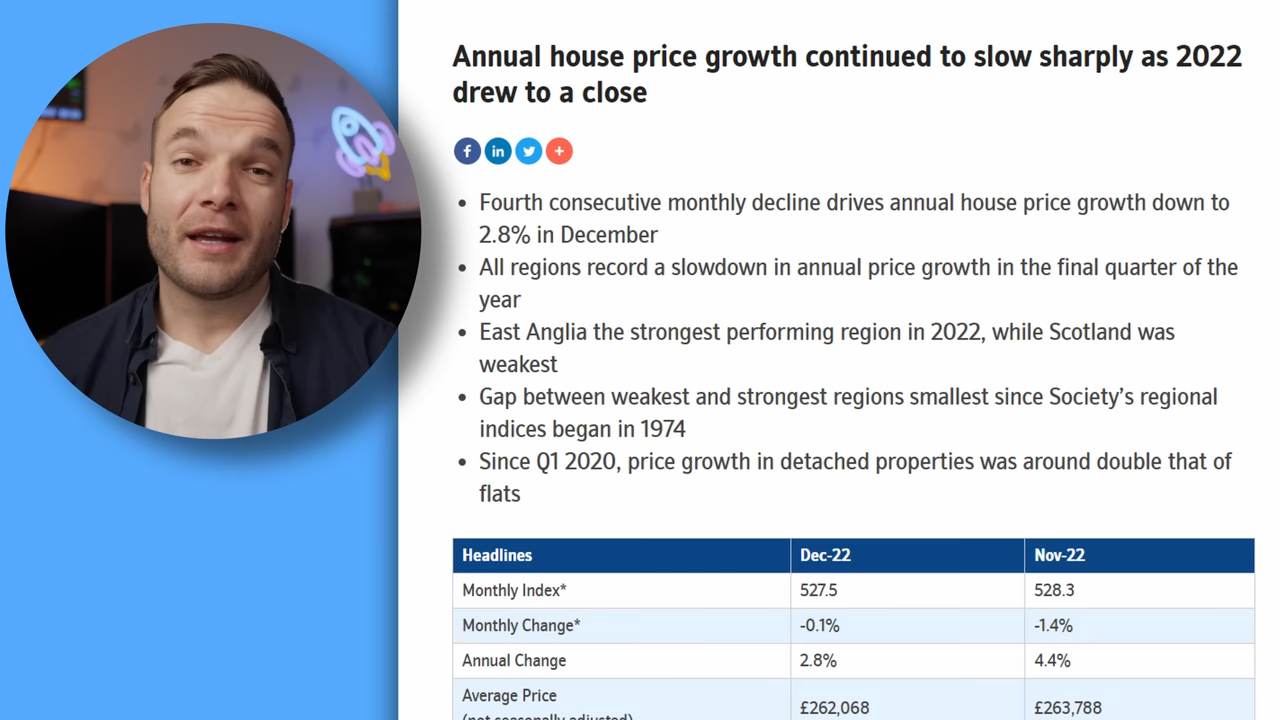 Annual house price growth continued to slow sharply as 2022
drew to a close
f in +
• Fourth consecutive monthly decline drives annual house price growth down to
2.8% in December
• All regions record a slowdown in annual price growth in the final quarter of the
year
• East Anglia the strongest performing region in 2022, while Scotland was
weakest
• Gap between weakest and strongest regions smallest since Society’s regional
indices began in 1974
• Since Q1 2020, price growth in detached properties was around double that of
flats
Headlines Dec-22 Nov-22
Monthly Index* 527.5 528.3
Monthly Change* -0.1% -1.4%
Annual Change 2.8% 4.4%
Average Price £262,068 £263,788
(not seasonally adjusted)